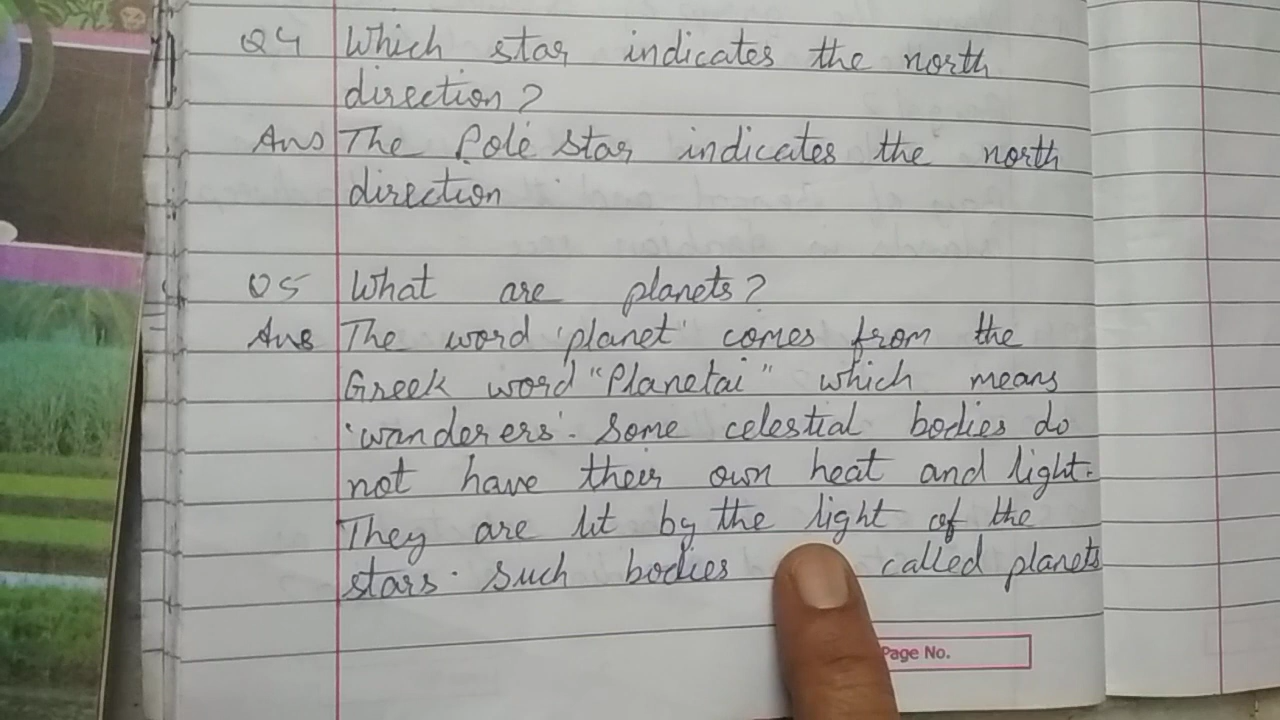 Q4 Which star indicates the north
direction?
Ans The Pole Star indicates the north
direction
Q5 What are planets?
Ans The word 'planet' comes from the
Greek word "Planetai" which means
'wanderers'. Some celestial bodies do
not have their own heat and light.
They are lit by the light of the
stars. Such bodies called planets
Page No.